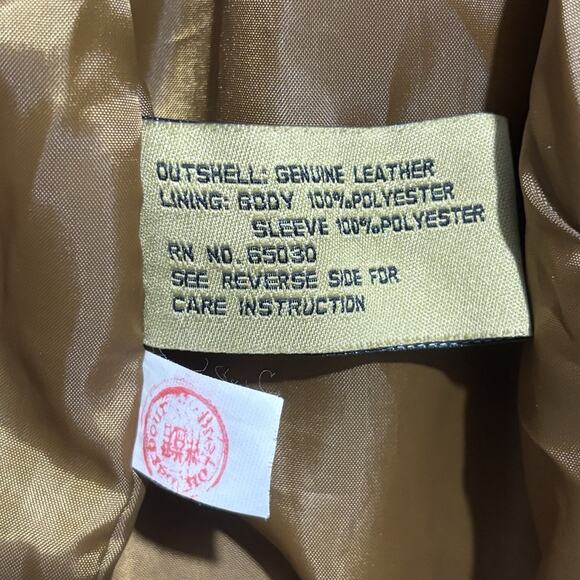 OUTSHELL: GENUINE LEATHER
LINING: BODY 100%POLYESTER
SLEEVE 100%POLYESTER
RN NO. 65030
SEE REVERSE SIDE FOR
CARE INSTRUCTION